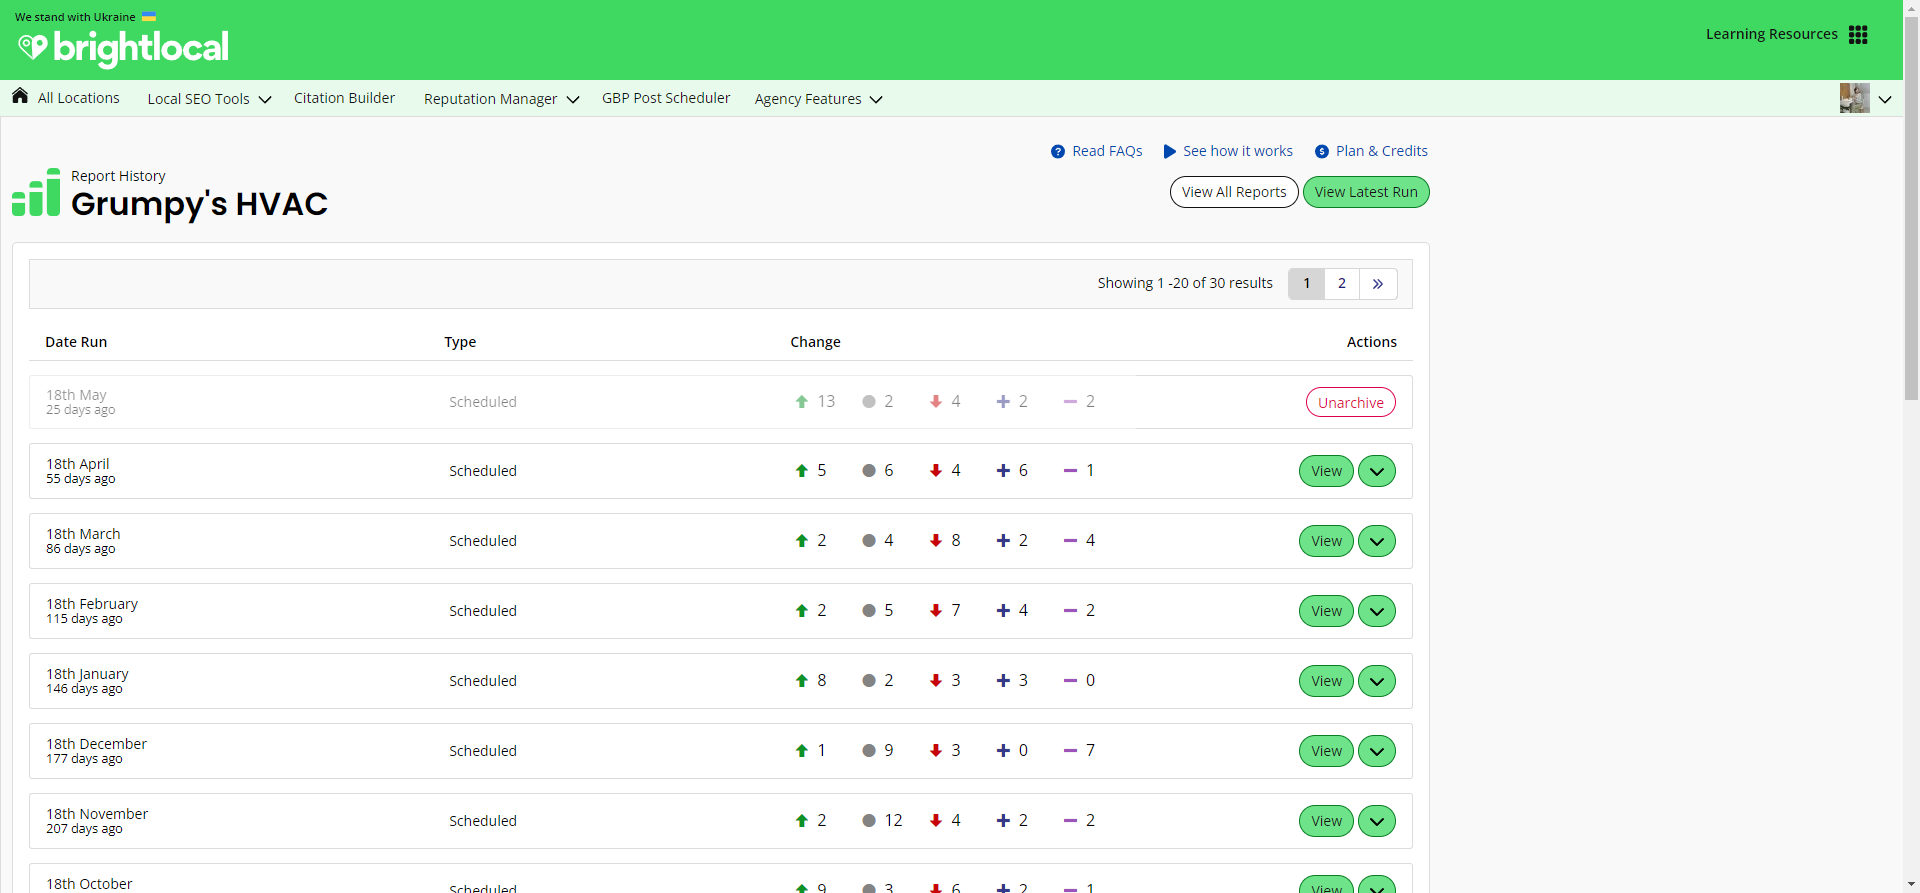 We stand with Ukraine
brightlocal
Learning Resources
All Locations Local SEO Tools Citation Builder Reputation Manager GBP Post Scheduler Agency Features
Read FAQs See how it works Plan & Credits
Report History
Grumpy's HVAC
View All Reports View Latest Run
Showing 1 -20 of 30 results 1 2 »
Date Run Type Change Actions
18th May
25 days ago
Scheduled 13 2 4 2 2 Unarchive
18th April
55 days ago
Scheduled 5 6 4 6 1 View
18th March
86 days ago
Scheduled 2 4 8 2 4 View
18th February
115 days ago
Scheduled 2 5 7 4 2 View
18th January
146 days ago
Scheduled 8 2 3 3 0 View
18th December
177 days ago
Scheduled 1 9 3 0 7 View
18th November
207 days ago
Scheduled 2 12 4 2 2 View
18th October
Scheduled 9 3 6 2 1 View